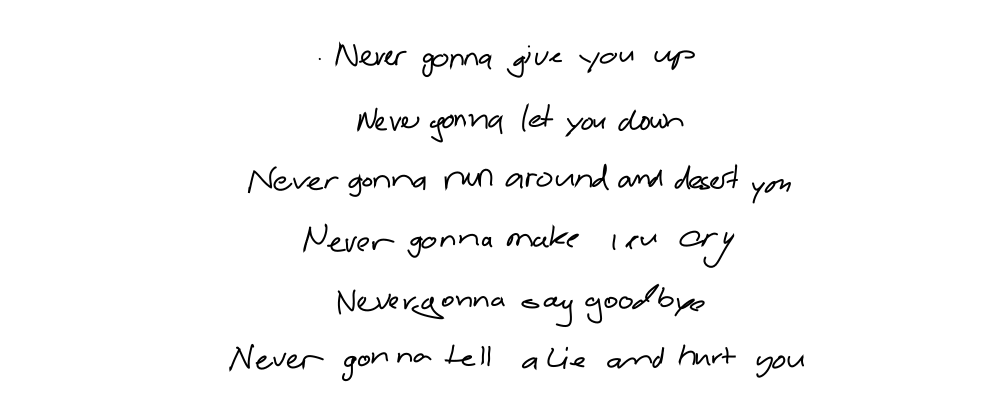 Never gonna give you up
Neve gonna let you down
Never gonna run around and desert you
Never gonna make cry
Never gonna say goodbye
Never gonna tell a lie and hurt you